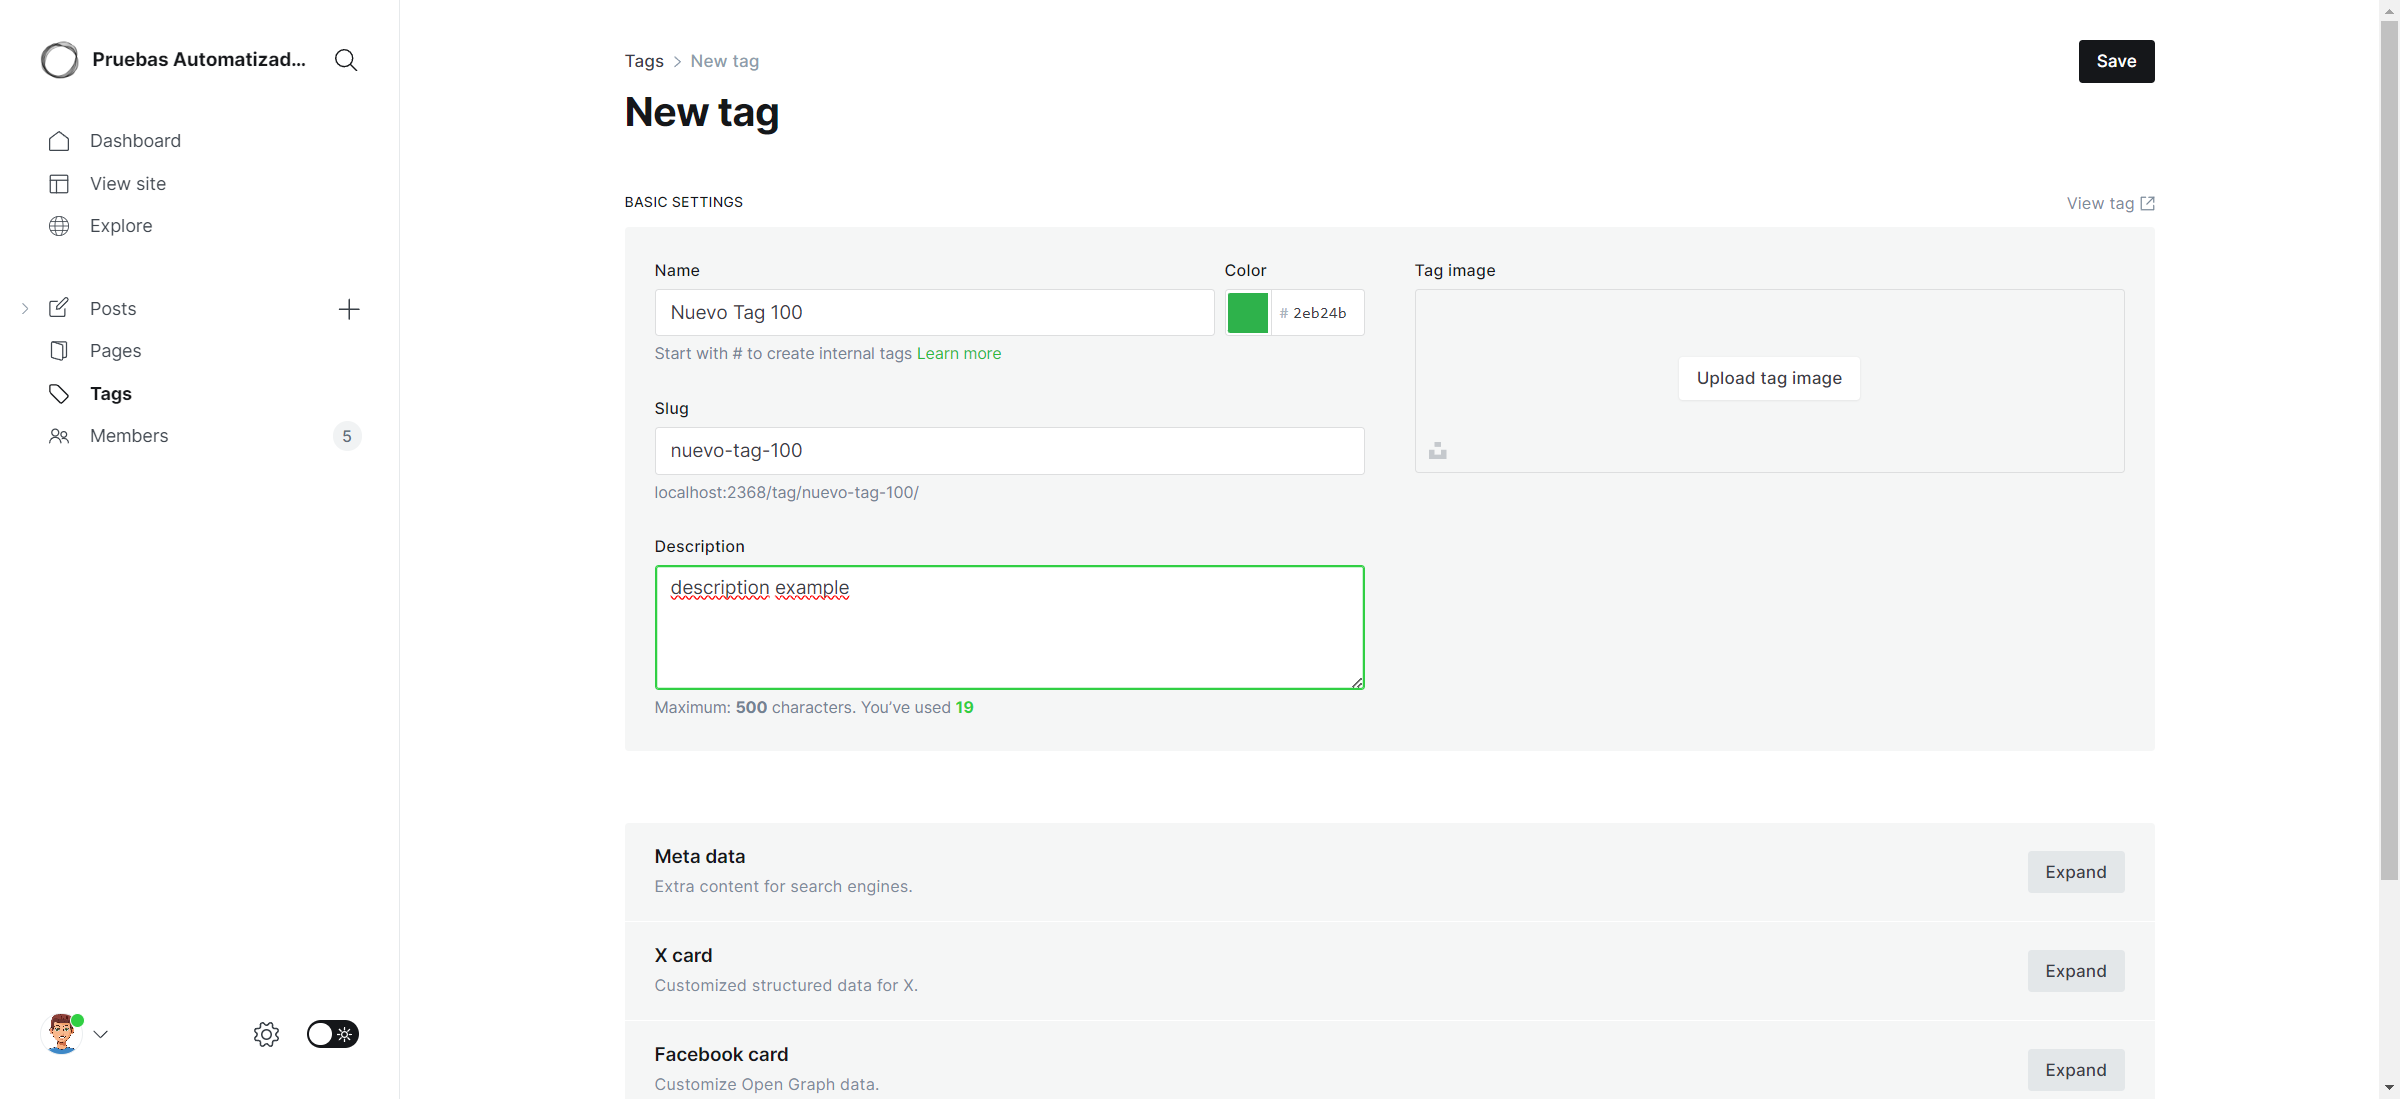 Pruebas Automatizad...
Dashboard
View site
Explore
Posts
Pages
Tags
Members 5
Tags > New tag
Save
New tag
BASIC SETTINGS
View tag
Name
Nuevo Tag 100
Start with # to create internal tags Learn more
Color
# 2eb24b
Slug
nuevo-tag-100
localhost:2368/tag/nuevo-tag-100/
Description
description example
Maximum: 500 characters. You’ve used 19
Tag image
Upload tag image
Meta data
Extra content for search engines.
Expand
X card
Customized structured data for X.
Expand
Facebook card
Customize Open Graph data.
Expand